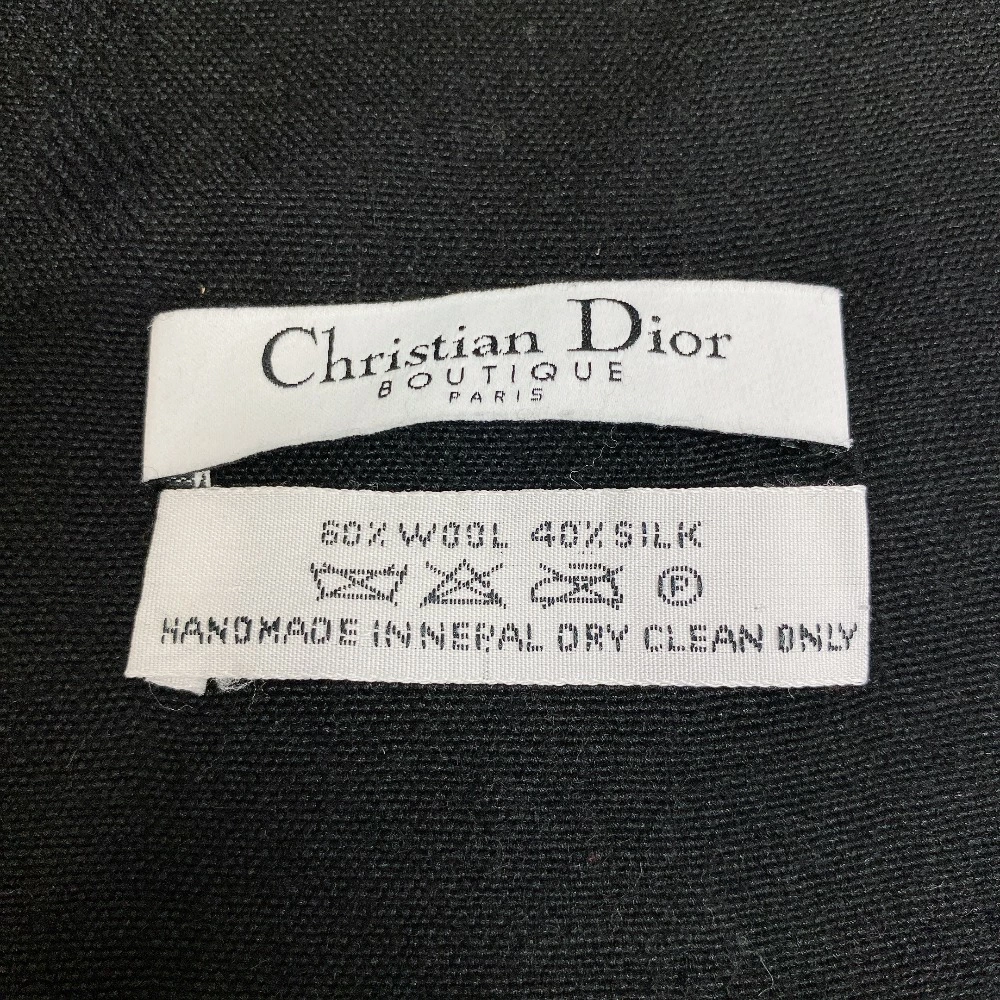 Christian Dior
BOUTIQUE
PARIS
60% WOOL 40% SILK
P
HANDMADE IN NEPAL DRY CLEAN ONLY